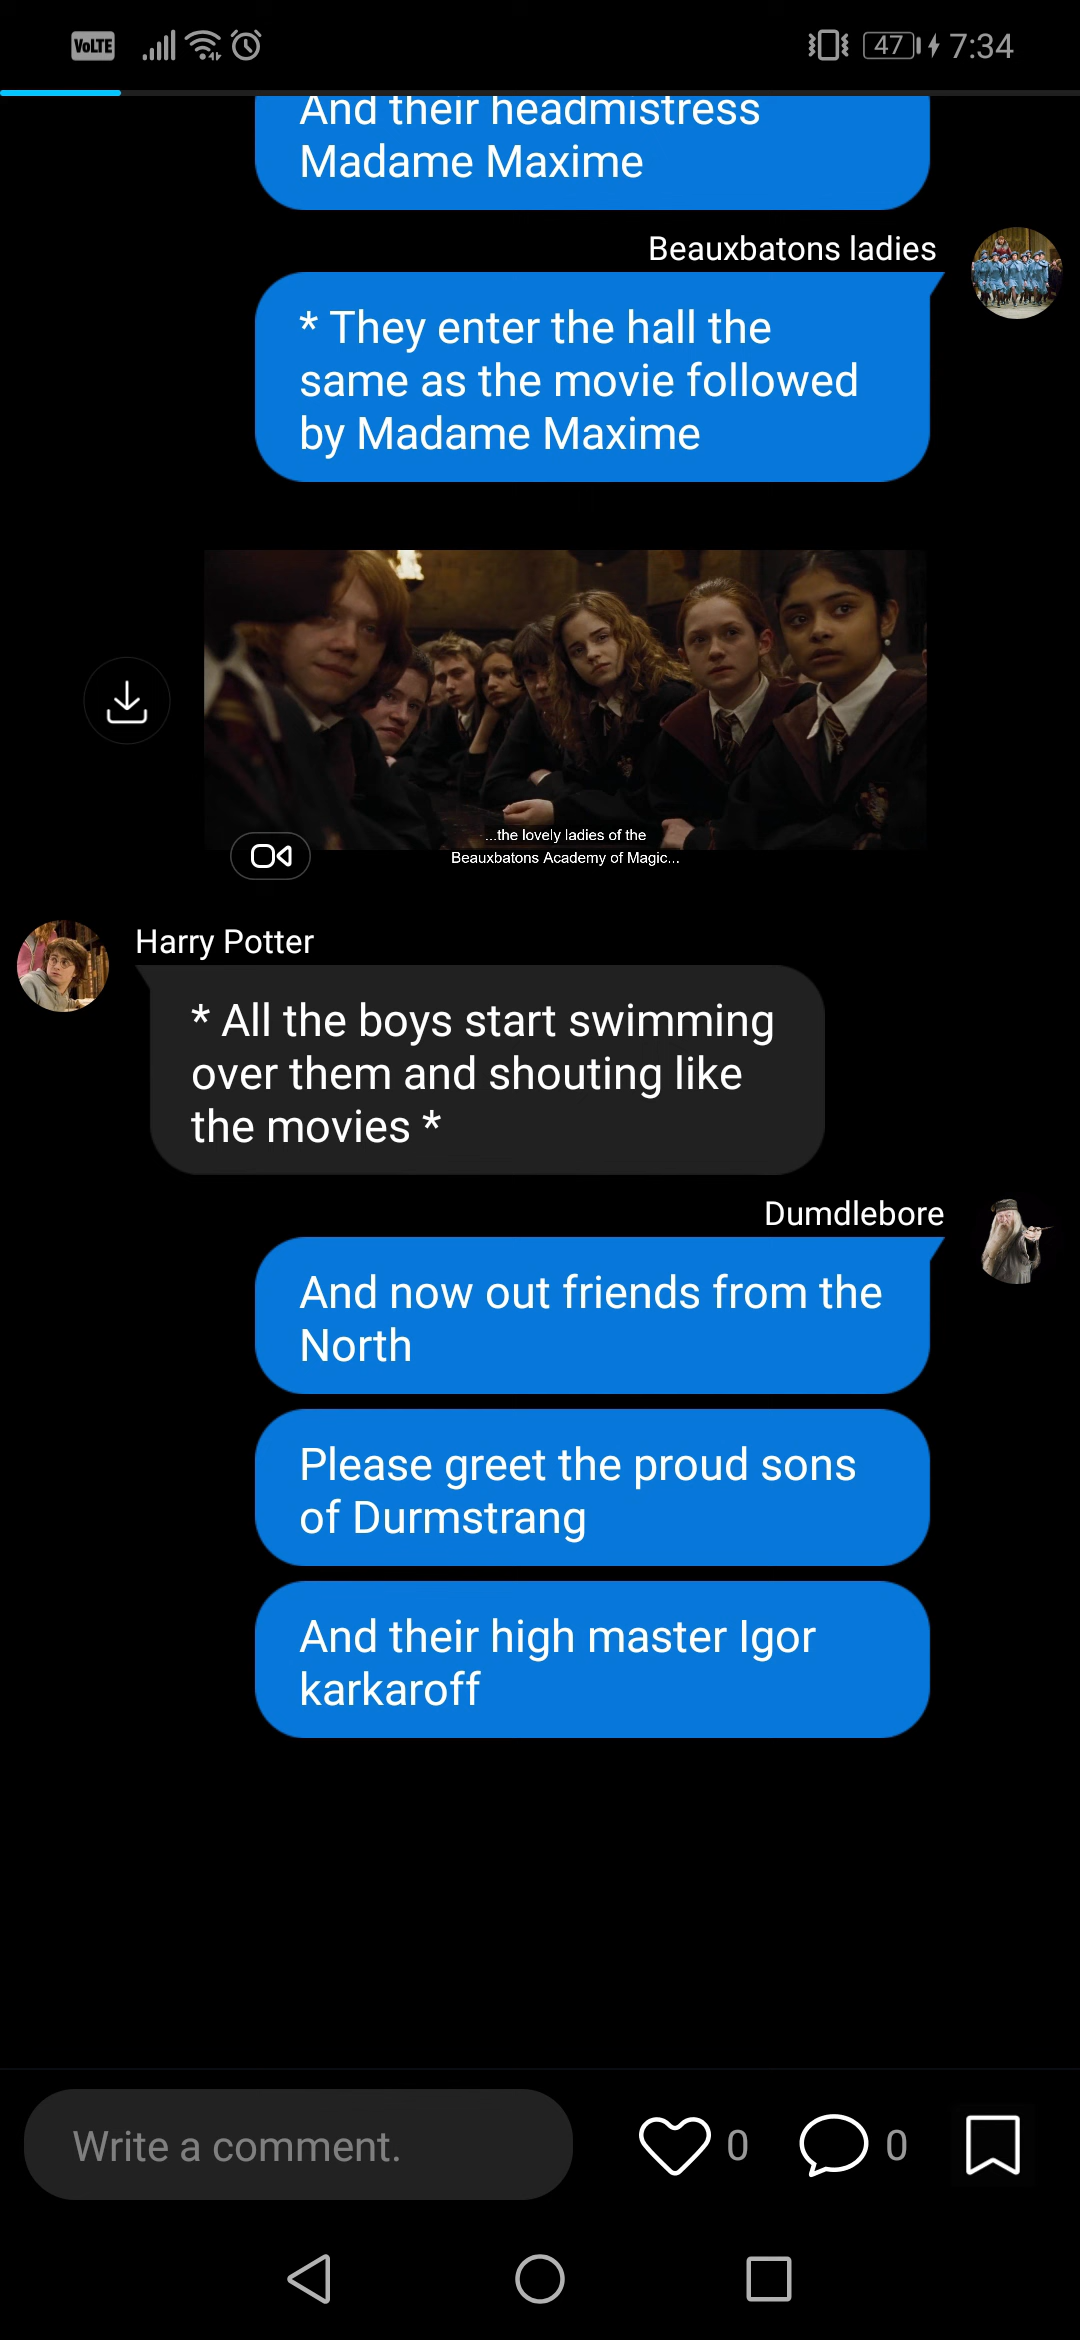 VoLTE
47
7:34
And their headmistress
Madame Maxime
Beauxbatons ladies
* They enter the hall the
same as the movie followed
by Madame Maxime
...the lovely ladies of the
Beauxbatons Academy of Magic...
Harry Potter
* All the boys start swimming
over them and shouting like
the movies *
Dumdlebore
And now out friends from the
North
Please greet the proud sons
of Durmstrang
And their high master Igor
karkaroff
Write a comment.
0
0